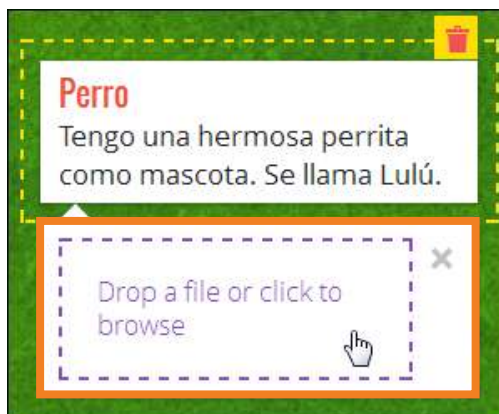 Perro
Tengo una hermosa perrita
como mascota. Se llama Lulú.
Drop a file or click to
browse